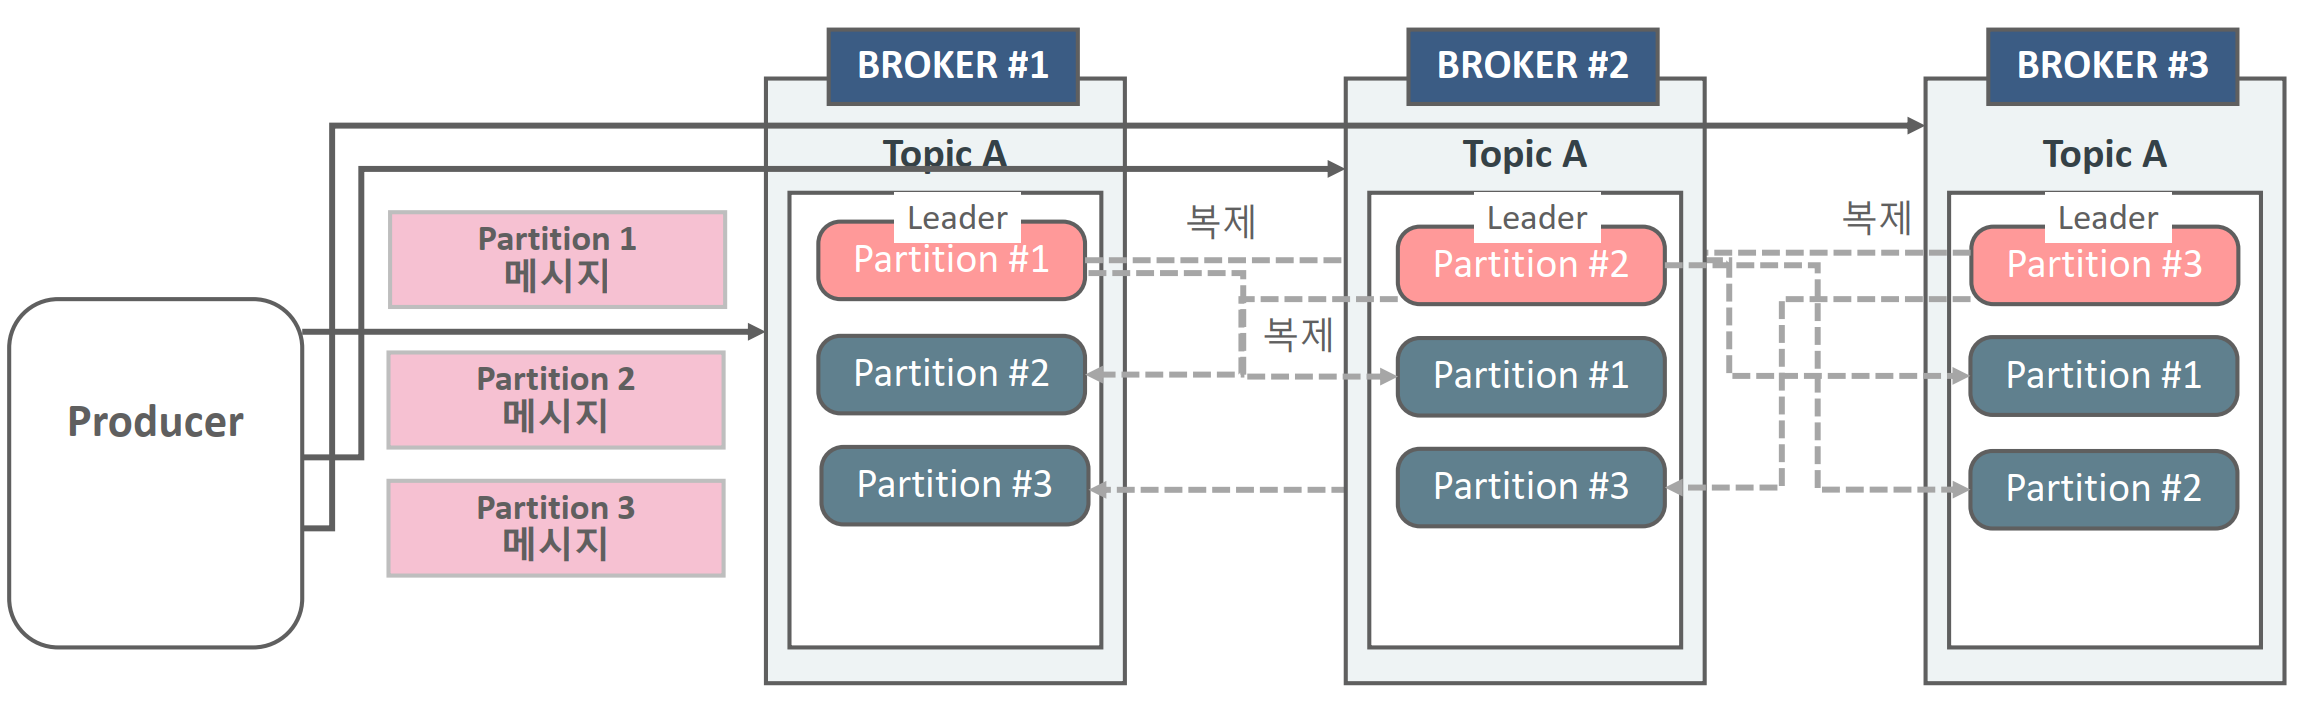 BROKER #1
BROKER #2
BROKER #3
Topic A
Topic A
Topic A
Producer
Partition 1
메시지
Partition 2
메시지
Partition 3
메시지
Leader
Partition #1
Partition #2
Partition #3
복제
복제
Leader
Partition #2
Partition #1
Partition #3
복제
Leader
Partition #3
Partition #1
Partition #2